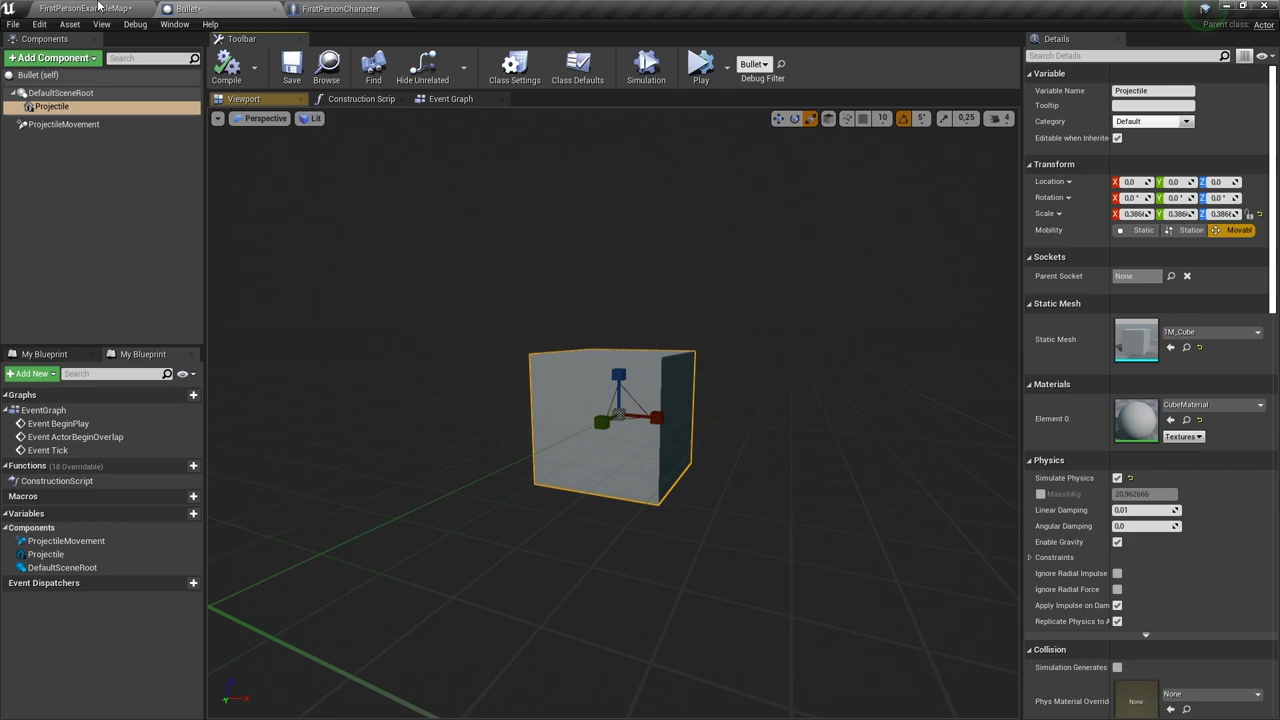 FirstPersonExampleMap*
Bullet*
FirstPersonCharacter
File Edit Asset View Debug Window Help
Parent class: Actor
Components
Add Component
Search
Bullet (self)
DefaultSceneRoot
Projectile
ProjectileMovement
Toolbar
Compile
Save
Browse
Find
Hide Unrelated
Class Settings
Class Defaults
Simulation
Play
Bullet
Debug Filter
Viewport
Construction Scrip
Event Graph
Perspective
Lit
10
5°
0,25
4
My Blueprint
My Blueprint
Add New
Search
Graphs
EventGraph
Event BeginPlay
Event ActorBeginOverlap
Event Tick
Functions (18 Overridable)
ConstructionScript
Macros
Variables
Components
ProjectileMovement
Projectile
DefaultSceneRoot
Event Dispatchers
Details
Search Details
Variable
Variable Name Projectile
Tooltip
Category Default
Editable when Inherite
Transform
Location X 0,0 Y 0,0 Z 0,0
Rotation X 0,0 ° Y 0,0 ° Z 0,0 °
Scale X 0,386 Y 0,386 Z 0,386
Mobility Static Station Movabl
Sockets
Parent Socket None
Static Mesh
Static Mesh 1M_Cube
Materials
Element 0 CubeMaterial
Textures
Physics
Simulate Physics
MassInKg 20,962666
Linear Damping 0,01
Angular Damping 0,0
Enable Gravity
Constraints
Ignore Radial Impulse
Ignore Radial Force
Apply Impulse on Dam
Replicate Physics to A
Collision
Simulation Generates
Phys Material Overrid None None